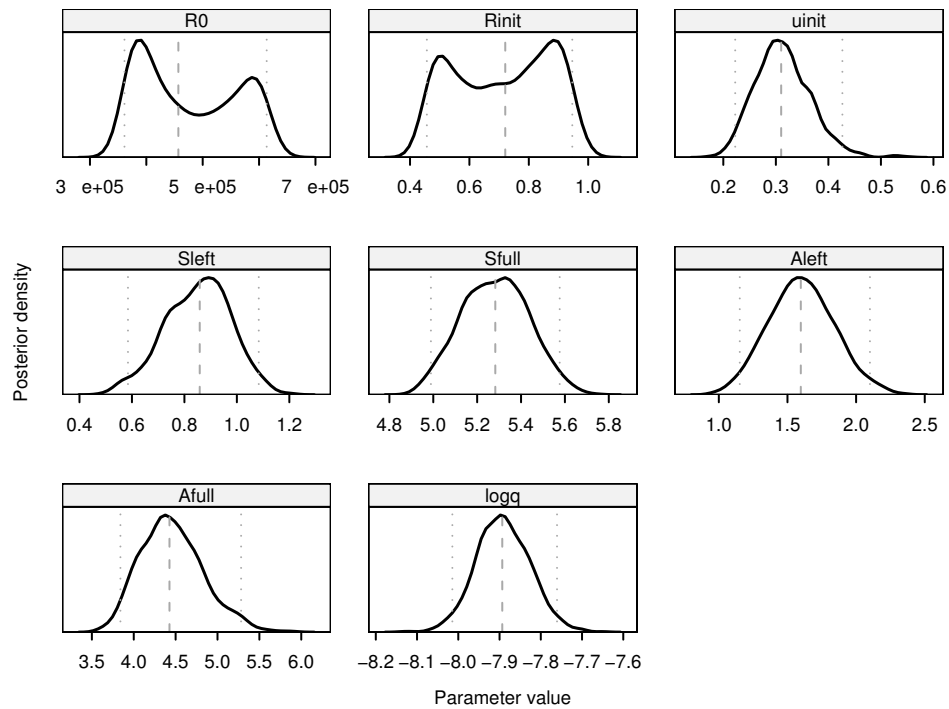 R0 Rinit uinit
3 e+05 5 e+05 7 e+05 0.4 0.6 0.8 1.0 0.2 0.3 0.4 0.5 0.6
Sleft Sfull Aleft
Posterior density
0.4 0.6 0.8 1.0 1.2 4.8 5.0 5.2 5.4 5.6 5.8 1.0 1.5 2.0 2.5
Afull logq
3.5 4.0 4.5 5.0 5.5 6.0 −8.2 −8.1 −8.0 −7.9 −7.8 −7.7 −7.6
Parameter value